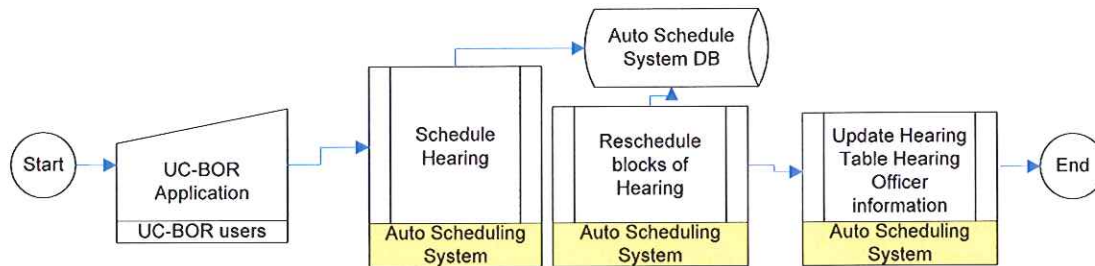 Start
UC-BOR
Application
UC-BOR users
Schedule
Hearing
Auto Scheduling
System
Auto Schedule
System DB
Reschedule
blocks of
Hearing
Auto Scheduling
System
Update Hearing
Table Hearing
Officer
information
Auto Scheduling
System
End